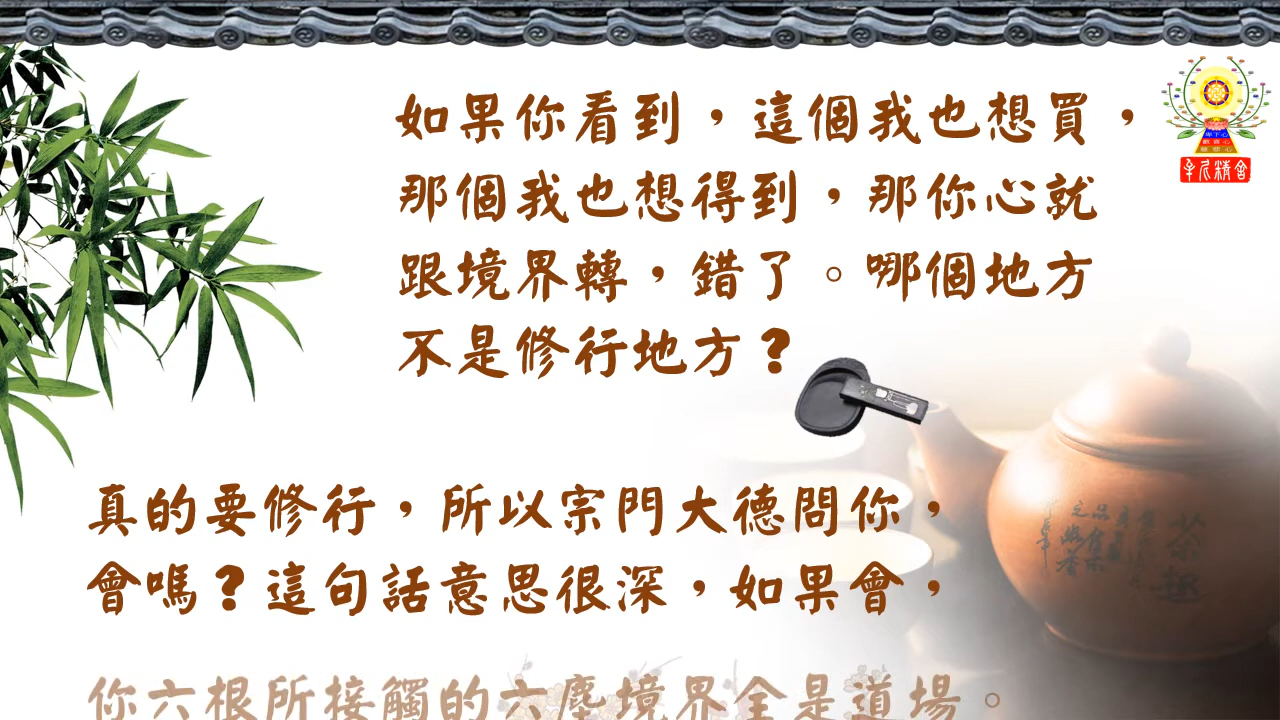 如果你看到，這個我也想買，
那個我也想得到，那你心就
跟境界轉，錯了。哪個地方
不是修行地方？
真的要修行，所以宗門大德問你，
會嗎？這句話意思很深，如果會，
你六根所接觸的六塵境界全是道場。
茶趣